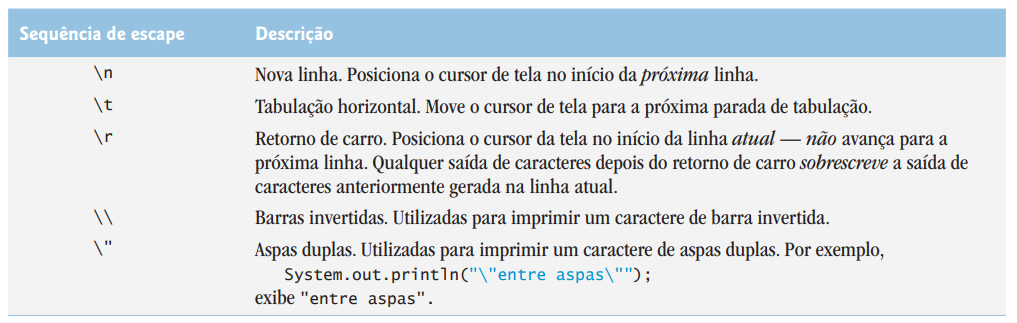 Sequência de escape Descrição
\n Nova linha. Posiciona o cursor de tela no início da próxima linha.
\t Tabulação horizontal. Move o cursor de tela para a próxima parada de tabulação.
\r Retorno de carro. Posiciona o cursor da tela no início da linha atual — não avança para a
próxima linha. Qualquer saída de caracteres depois do retorno de carro sobrescreve a saída de
caracteres anteriormente gerada na linha atual.
\\ Barras invertidas. Utilizadas para imprimir um caractere de barra invertida.
\" Aspas duplas. Utilizadas para imprimir um caractere de aspas duplas. Por exemplo,
System.out.println("\"entre aspas\"");
exibe "entre aspas".